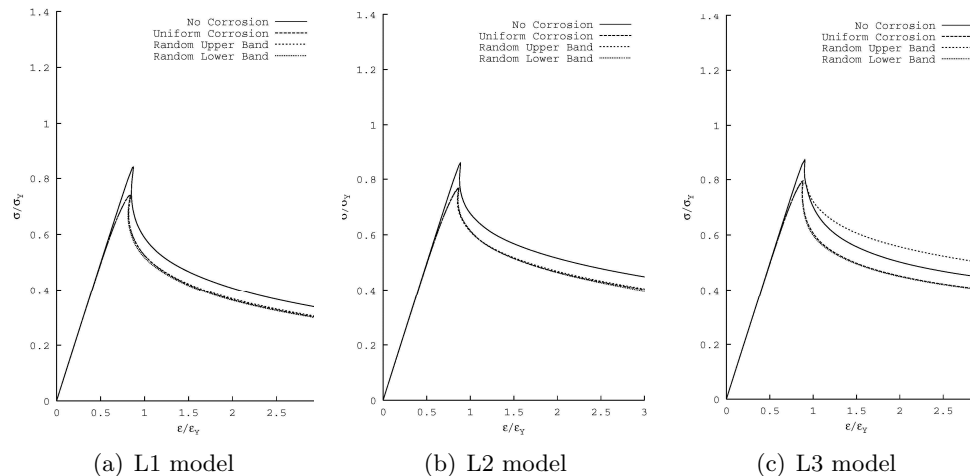 No Corrosion
Uniform Corrosion
Random Upper Band
Random Lower Band
1.4
1.2
1
0.8
0.6
0.4
0.2
0
σ/σY
0 0.5 1 1.5 2 2.5
ε/εY
(a) L1 model
No Corrosion
Uniform Corrosion
Random Upper Band
Random Lower Band
1.4
1.2
1
0.8
0.6
0.4
0.2
0
σ/σY
0 0.5 1 1.5 2 2.5 3
ε/εY
(b) L2 model
No Corrosion
Uniform Corrosion
Random Upper Band
Random Lower Band
1.4
1.2
1
0.8
0.6
0.4
0.2
0
σ/σY
0 0.5 1 1.5 2 2.5
ε/εY
(c) L3 model